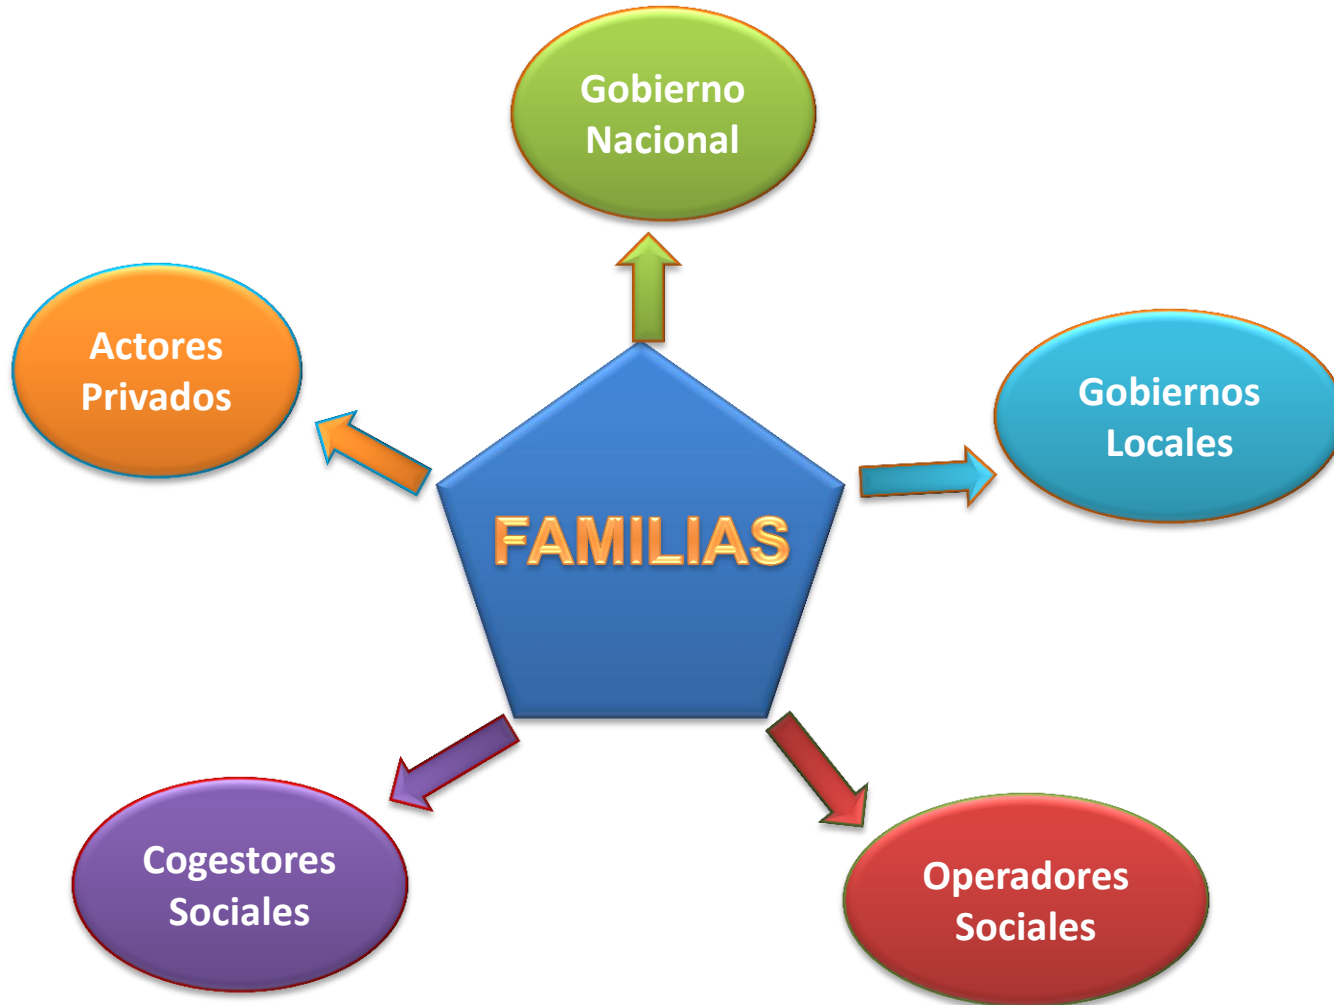 Gobierno
Nacional
Actores
Privados
Gobiernos
Locales
FAMILIAS
Cogestores
Sociales
Operadores
Sociales